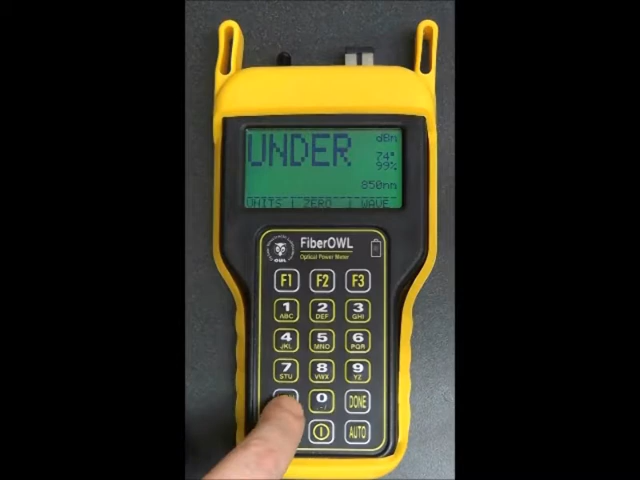 UNDER dBm
74°
99%
850nm
UNITS | ZERO | WAVE
OWL
FiberOWL
Optical Power Meter
F1 F2 F3
1 2 3
ABC DEF GHI
4 5 6
JKL MNO PQR
7 8 9
STU VWX YZ
0 DONE
AUTO